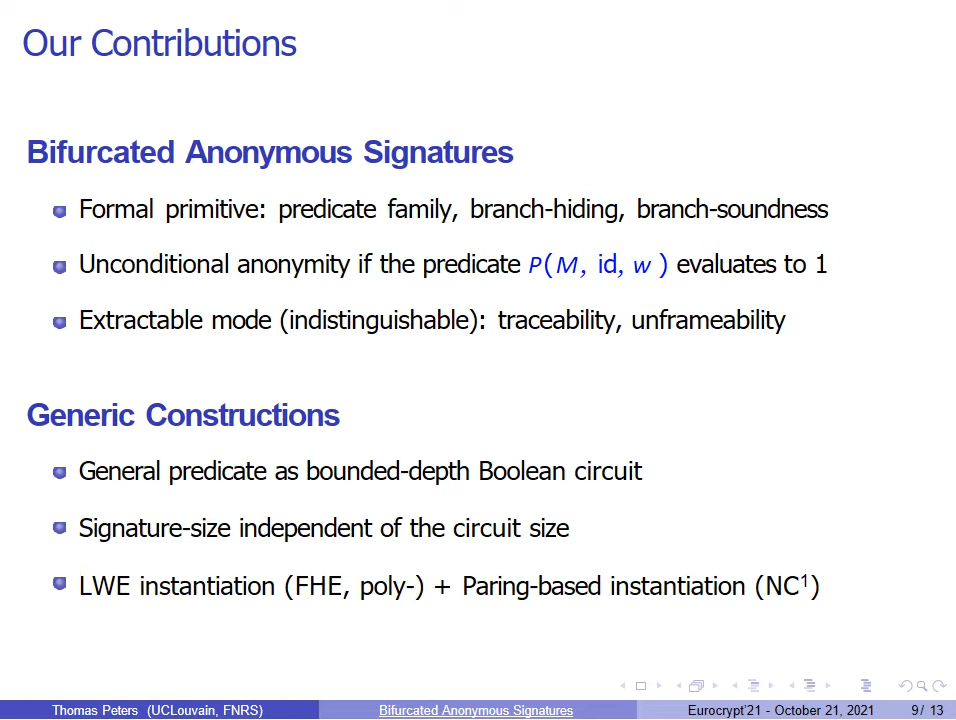 Our Contributions
Bifurcated Anonymous Signatures
Formal primitive: predicate family, branch-hiding, branch-soundness
Unconditional anonymity if the predicate P(M, id, w ) evaluates to 1
Extractable mode (indistinguishable): traceability, unframeability
Generic Constructions
General predicate as bounded-depth Boolean circuit
Signature-size independent of the circuit size
LWE instantiation (FHE, poly-) + Paring-based instantiation (NC¹)
Thomas Peters (UCLouvain, FNRS) Bifurcated Anonymous Signatures Eurocrypt'21 - October 21, 2021 9/ 13